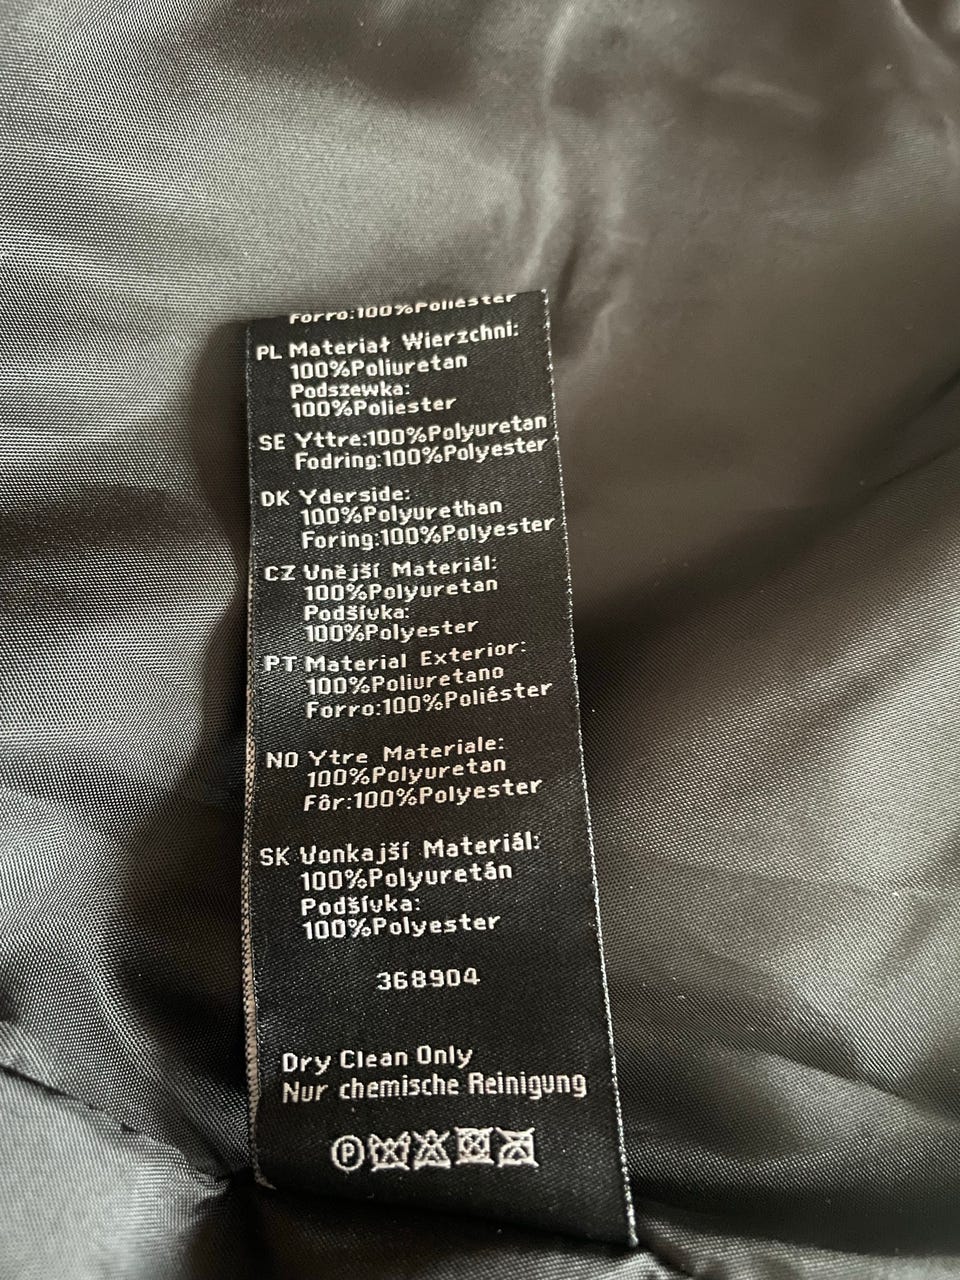 Forro:100%Poliéster
PL Materiał Wierzchni:
100%Poliuretan
Podszewka:
100%Poliester
SE Yttre:100%Polyuretan
Fodring:100%Polyester
DK Yderside:
100%Polyurethan
Foring:100%Polyester
CZ Vnější Materiál:
100%Polyuretan
Podšívka:
100%Polyester
PT Material Exterior:
100%Poliuretano
Forro:100%Poliéster
NO Ytre Materiale:
100%Polyuretan
Fôr:100%Polyester
SK Vonkajší Materiál:
100%Polyuretán
Podšívka:
100%Polyester
368904
Dry Clean Only
Nur chemische Reinigung
P